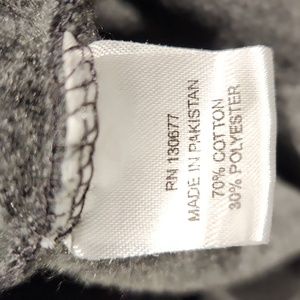 RN 130677
MADE IN PAKISTAN
70% COTTON
30% POLYESTER